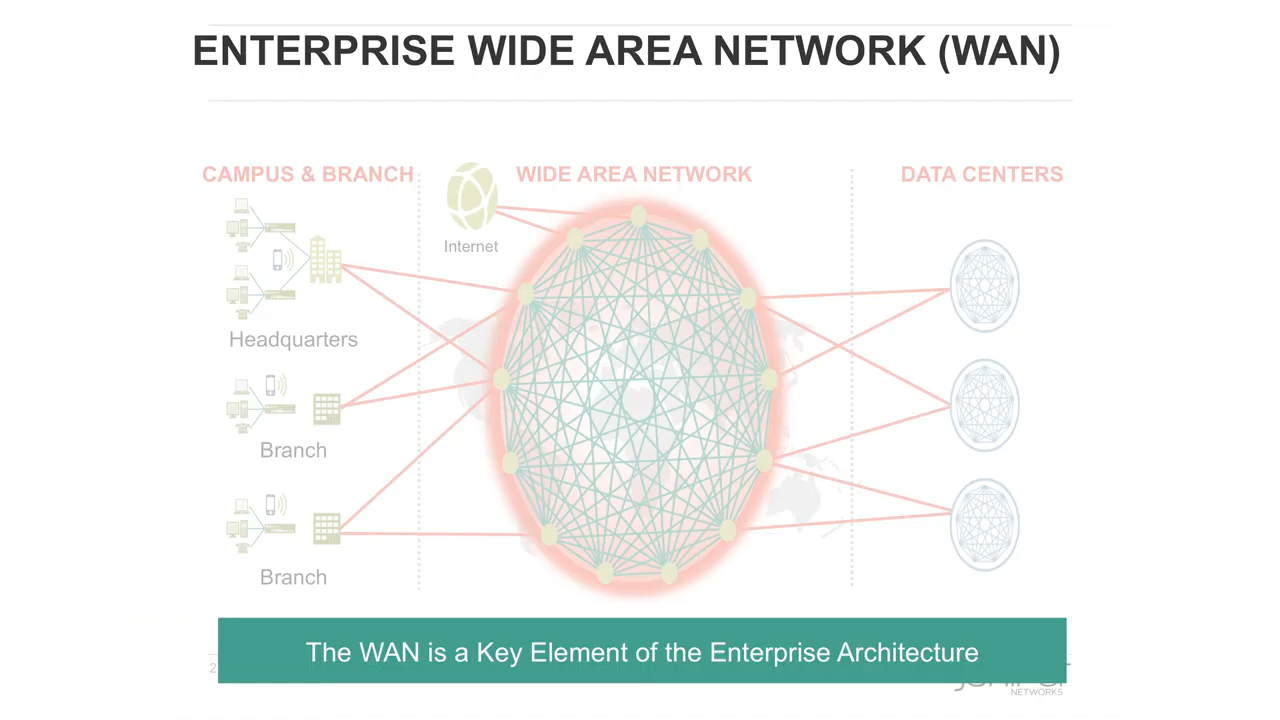 ENTERPRISE WIDE AREA NETWORK (WAN)
CAMPUS & BRANCH
WIDE AREA NETWORK
DATA CENTERS
Internet
Headquarters
Branch
Branch
The WAN is a Key Element of the Enterprise Architecture
2
NETWORKS